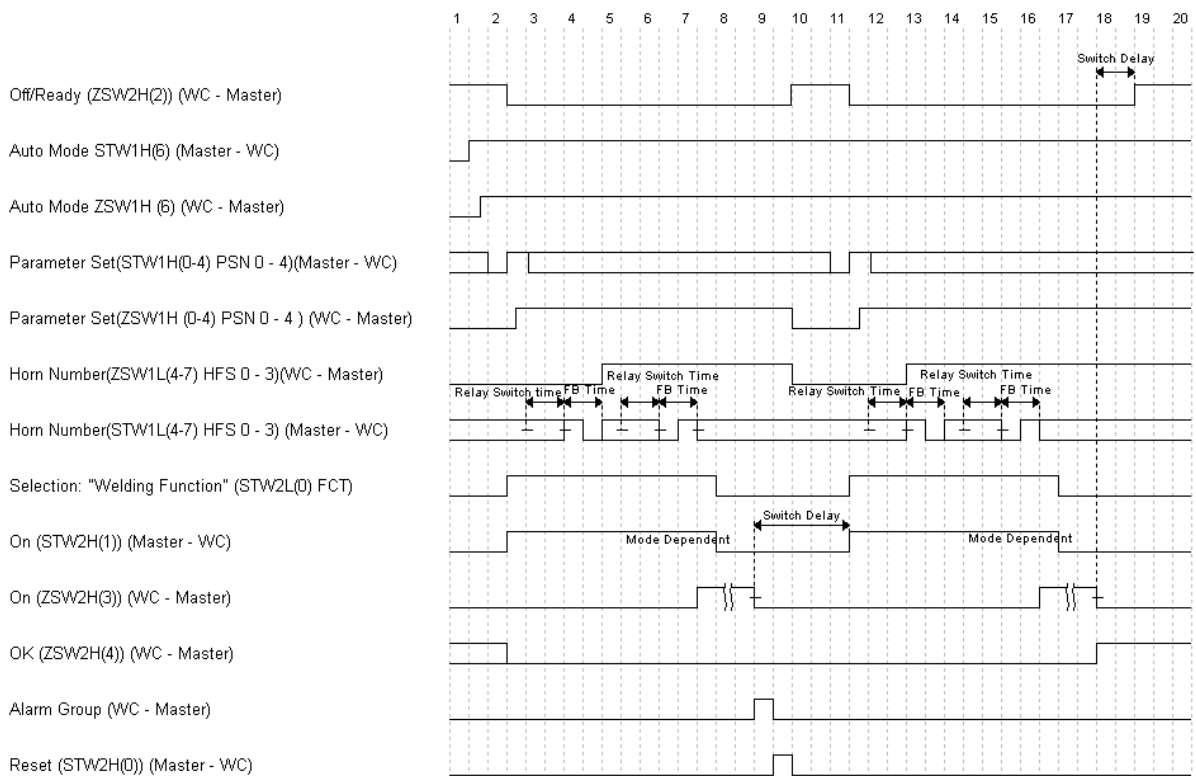 1 2 3 4 5 6 7 8 9 10 11 12 13 14 15 16 17 18 19 20
Switch Delay
Off/Ready (ZSW2H(2)) (WC - Master)
Auto Mode STW1H(6) (Master - WC)
Auto Mode ZSW1H (6) (WC - Master)
Parameter Set(STW1H(0-4) PSN 0 - 4)(Master - WC)
Parameter Set(ZSW1H (0-4) PSN 0 - 4 ) (WC - Master)
Horn Number(ZSW1L(4-7) HFS 0 - 3)(WC - Master)
Relay Switch Time Relay Switch Time
Relay Switch time FB Time FB Time Relay Switch Time FB Time FB Time
Horn Number(STW1L(4-7) HFS 0 - 3) (Master - WC)
Selection: "Welding Function" (STW2L(0) FCT)
Switch Delay
On (STW2H(1)) (Master - WC) Mode Dependent Mode Dependent
On (ZSW2H(3)) (WC - Master)
OK (ZSW2H(4)) (WC - Master)
Alarm Group (WC - Master)
Reset (STW2H(0)) (Master - WC)